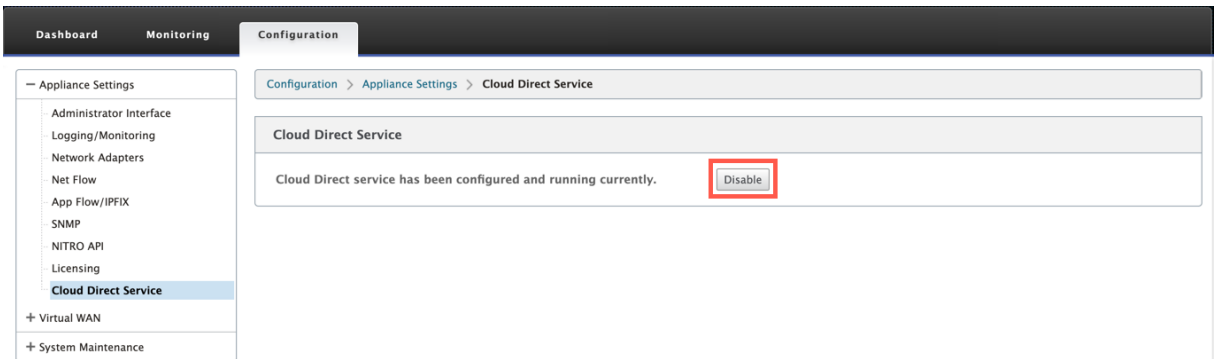 Dashboard Monitoring Configuration
— Appliance Settings
Administrator Interface
Logging/Monitoring
Network Adapters
Net Flow
App Flow/IPFIX
SNMP
NITRO API
Licensing
Cloud Direct Service
+ Virtual WAN
+ System Maintenance
Configuration > Appliance Settings > Cloud Direct Service
Cloud Direct Service
Cloud Direct service has been configured and running currently. Disable